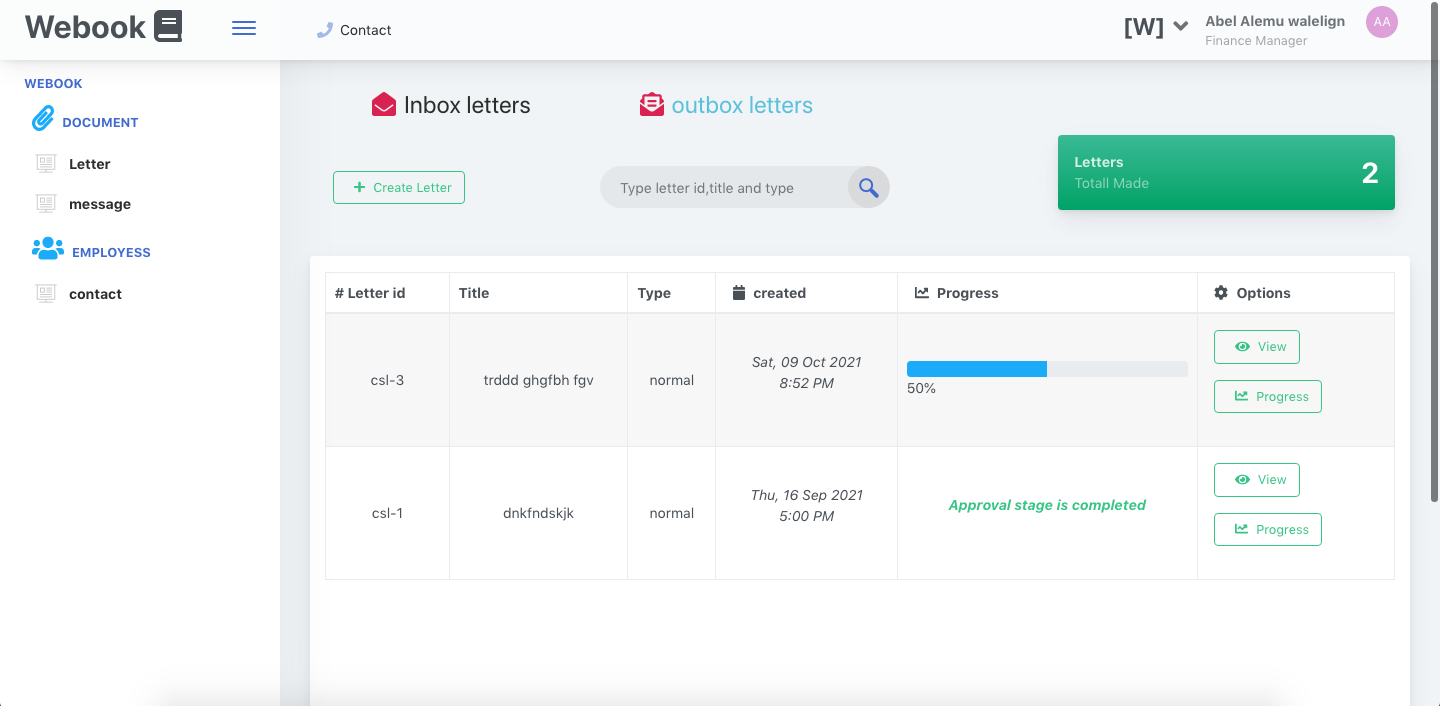 Webook
Contact
[W]
Abel Alemu walelign
Finance Manager
AA
WEBOOK
DOCUMENT
Letter
message
EMPLOYESS
contact
Inbox letters
outbox letters
Create Letter
Type letter id,title and type
Letters
Totall Made
2
# Letter id Title Type created Progress Options
csl-3 trddd ghgfbh fgv normal
Sat, 09 Oct 2021
8:52 PM
50%
View
Progress
csl-1 dnkfndskjk normal
Thu, 16 Sep 2021
5:00 PM
Approval stage is completed
View
Progress